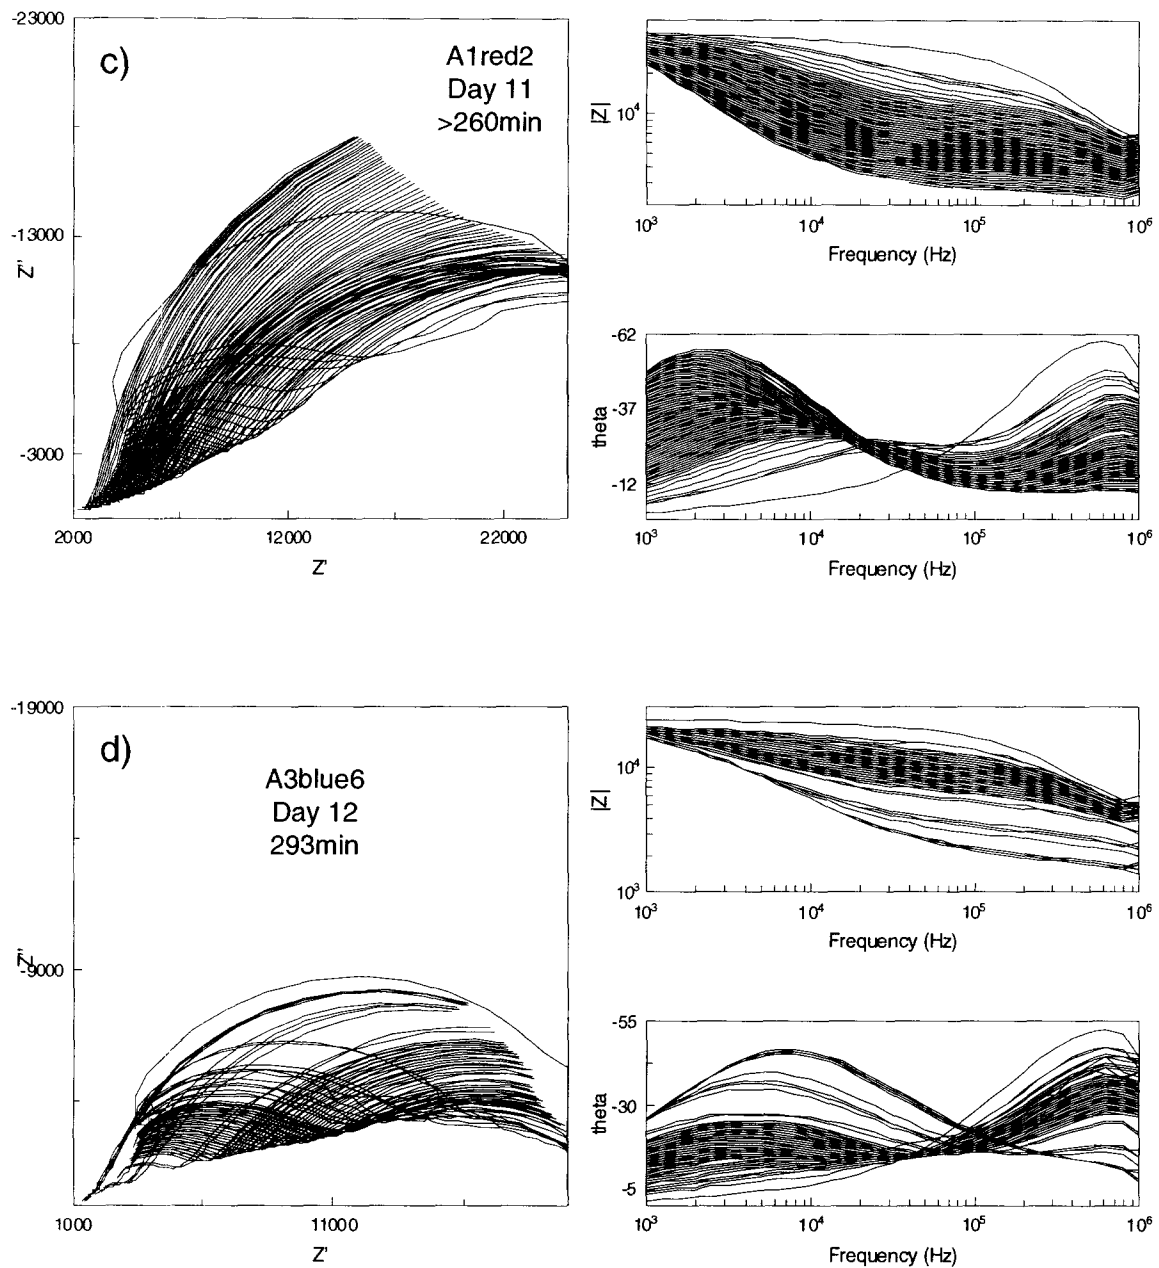 -23000
c)
A1red2
Day 11
>260min
Z''
-13000
-3000
2000
12000
22000
Z'
|Z|
10⁴
10³
10⁴
10⁵
10⁶
Frequency (Hz)
-62
theta
-37
-12
10³
10⁴
10⁵
10⁶
Frequency (Hz)
-19000
d)
A3blue6
Day 12
293min
Z''
-9000
1000
11000
Z'
|Z|
10⁴
10³
10³
10⁴
10⁵
10⁶
Frequency (Hz)
-55
theta
-30
-5
10³
10⁴
10⁵
10⁶
Frequency (Hz)